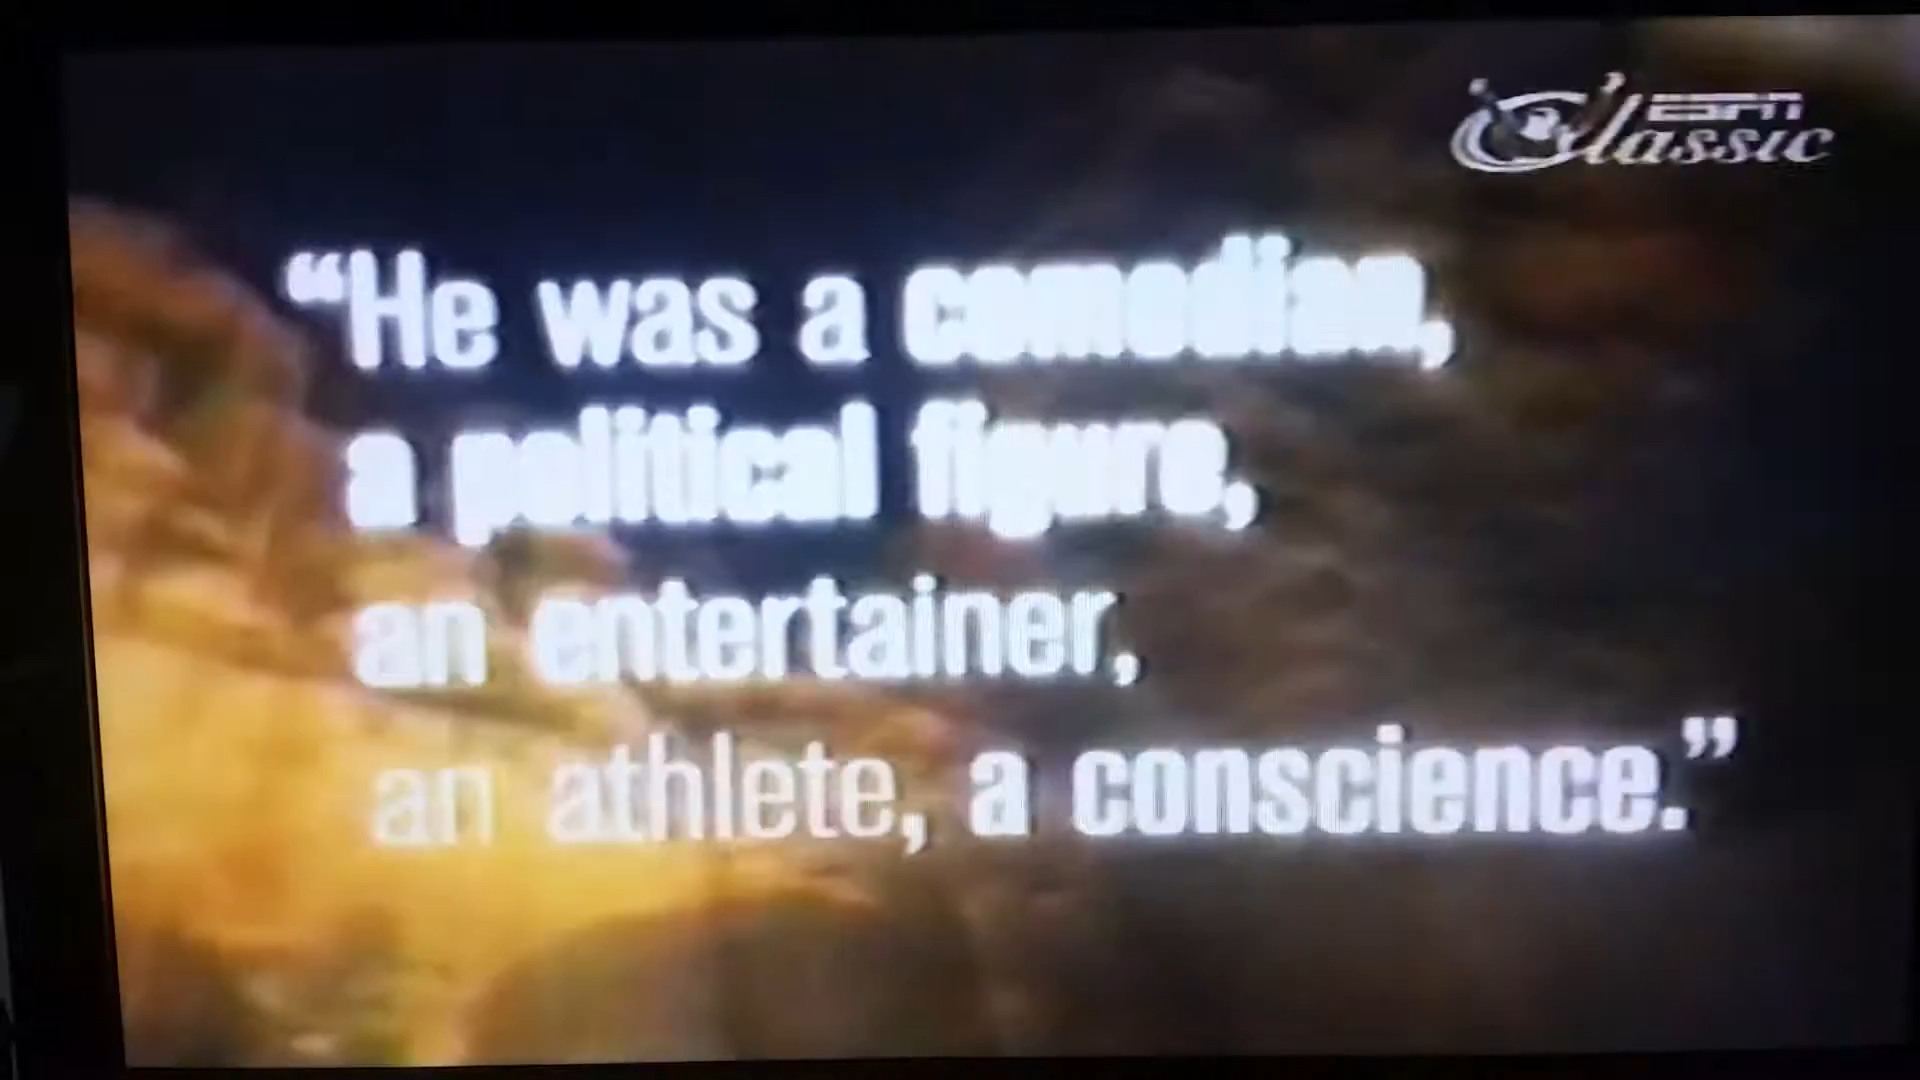 ESPN
Classic
“He was a comedian,
a political figure,
an entertainer,
an athlete, a conscience.”